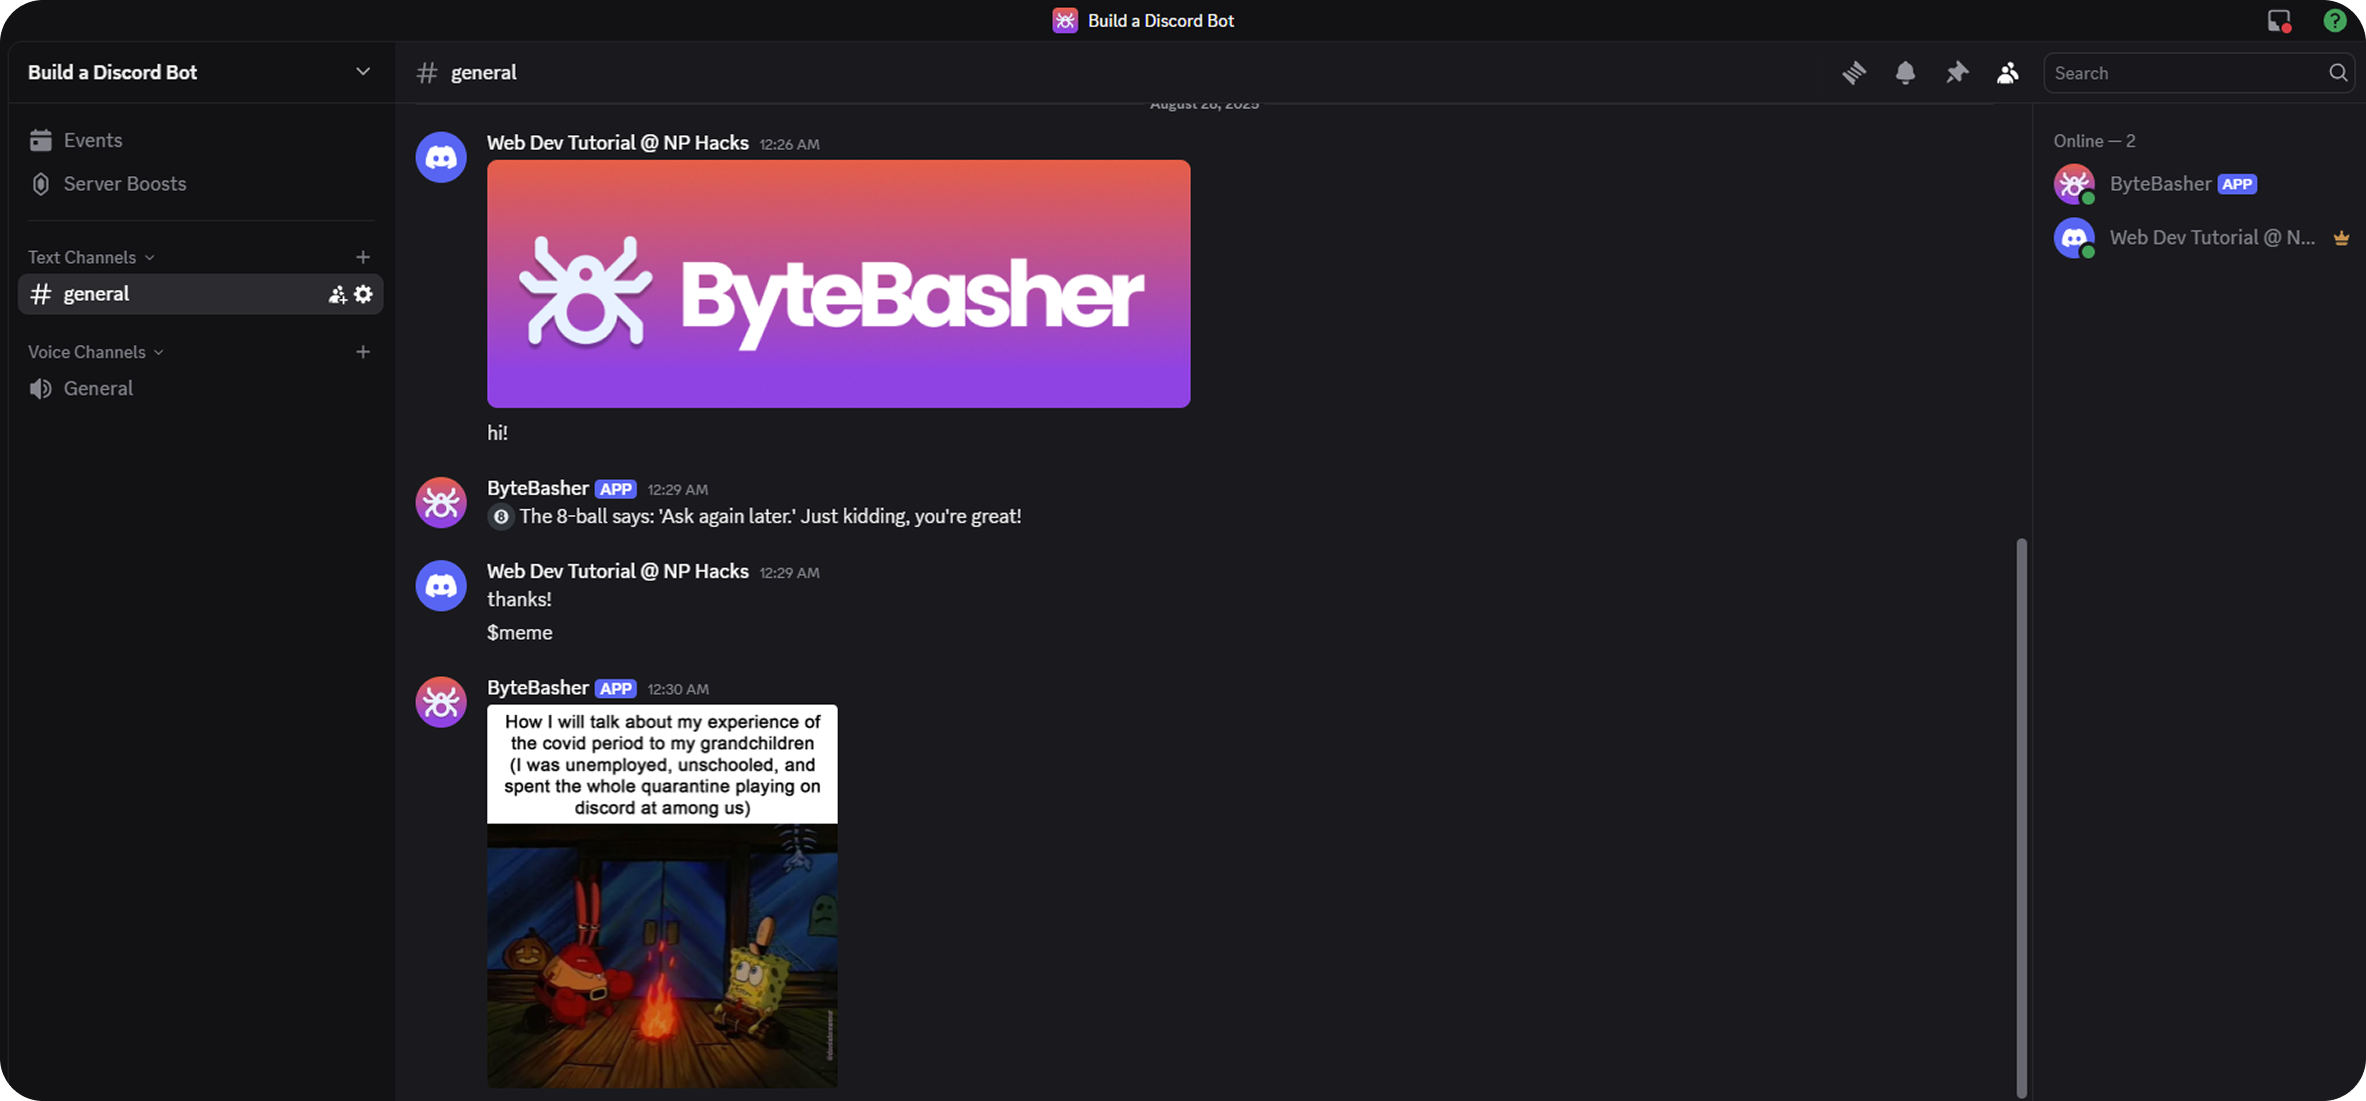 Build a Discord Bot
Build a Discord Bot
Events
Server Boosts
Text Channels
general
Voice Channels
General
general
Search
August 26, 2025
Web Dev Tutorial @ NP Hacks 12:26 AM
ByteBasher
hi!
ByteBasher APP 12:29 AM
8 The 8-ball says: 'Ask again later.' Just kidding, you're great!
Web Dev Tutorial @ NP Hacks 12:29 AM
thanks!
$meme
ByteBasher APP 12:30 AM
How I will talk about my experience of
the covid period to my grandchildren
(I was unemployed, unschooled, and
spent the whole quarantine playing on
discord at among us)
Online — 2
ByteBasher APP
Web Dev Tutorial @ N...